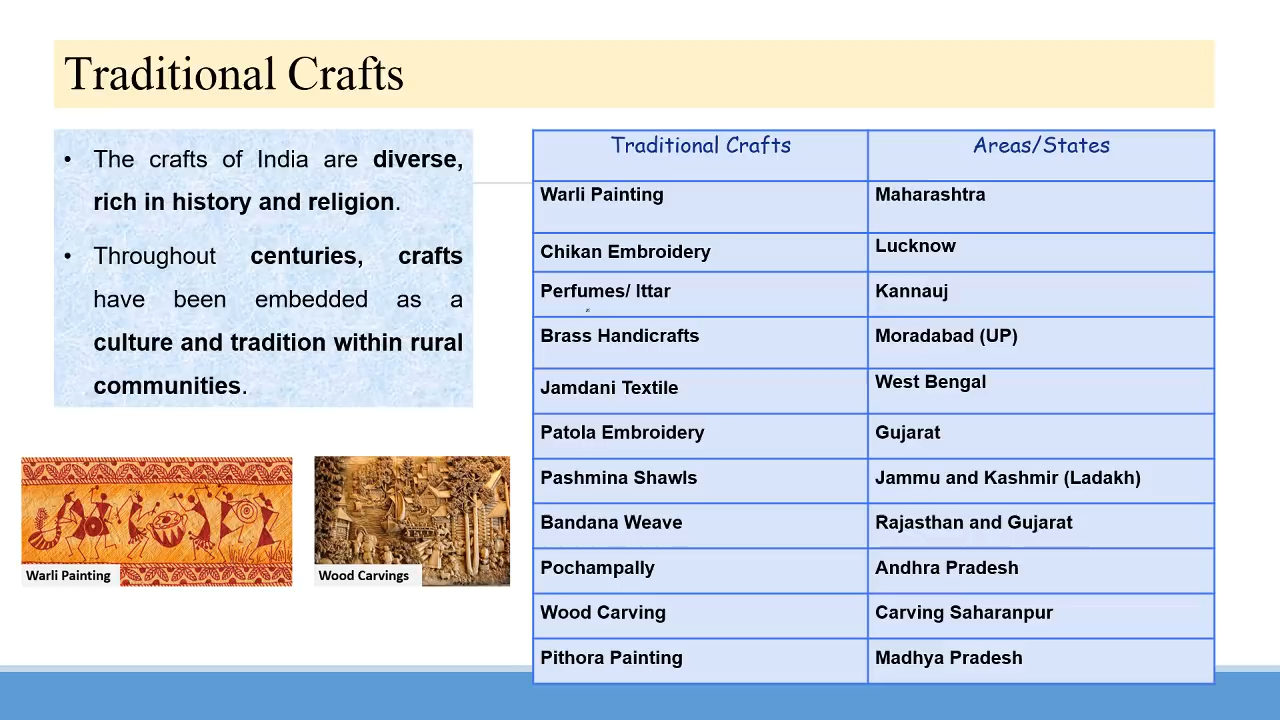 Traditional Crafts
• The crafts of India are diverse,
rich in history and religion.
• Throughout centuries, crafts
have been embedded as a
culture and tradition within rural
communities.
Traditional Crafts Areas/States
Warli Painting Maharashtra
Chikan Embroidery Lucknow
Perfumes/ Ittar Kannauj
Brass Handicrafts Moradabad (UP)
Jamdani Textile West Bengal
Patola Embroidery Gujarat
Pashmina Shawls Jammu and Kashmir (Ladakh)
Bandana Weave Rajasthan and Gujarat
Pochampally Andhra Pradesh
Wood Carving Carving Saharanpur
Pithora Painting Madhya Pradesh
Warli Painting
Wood Carvings